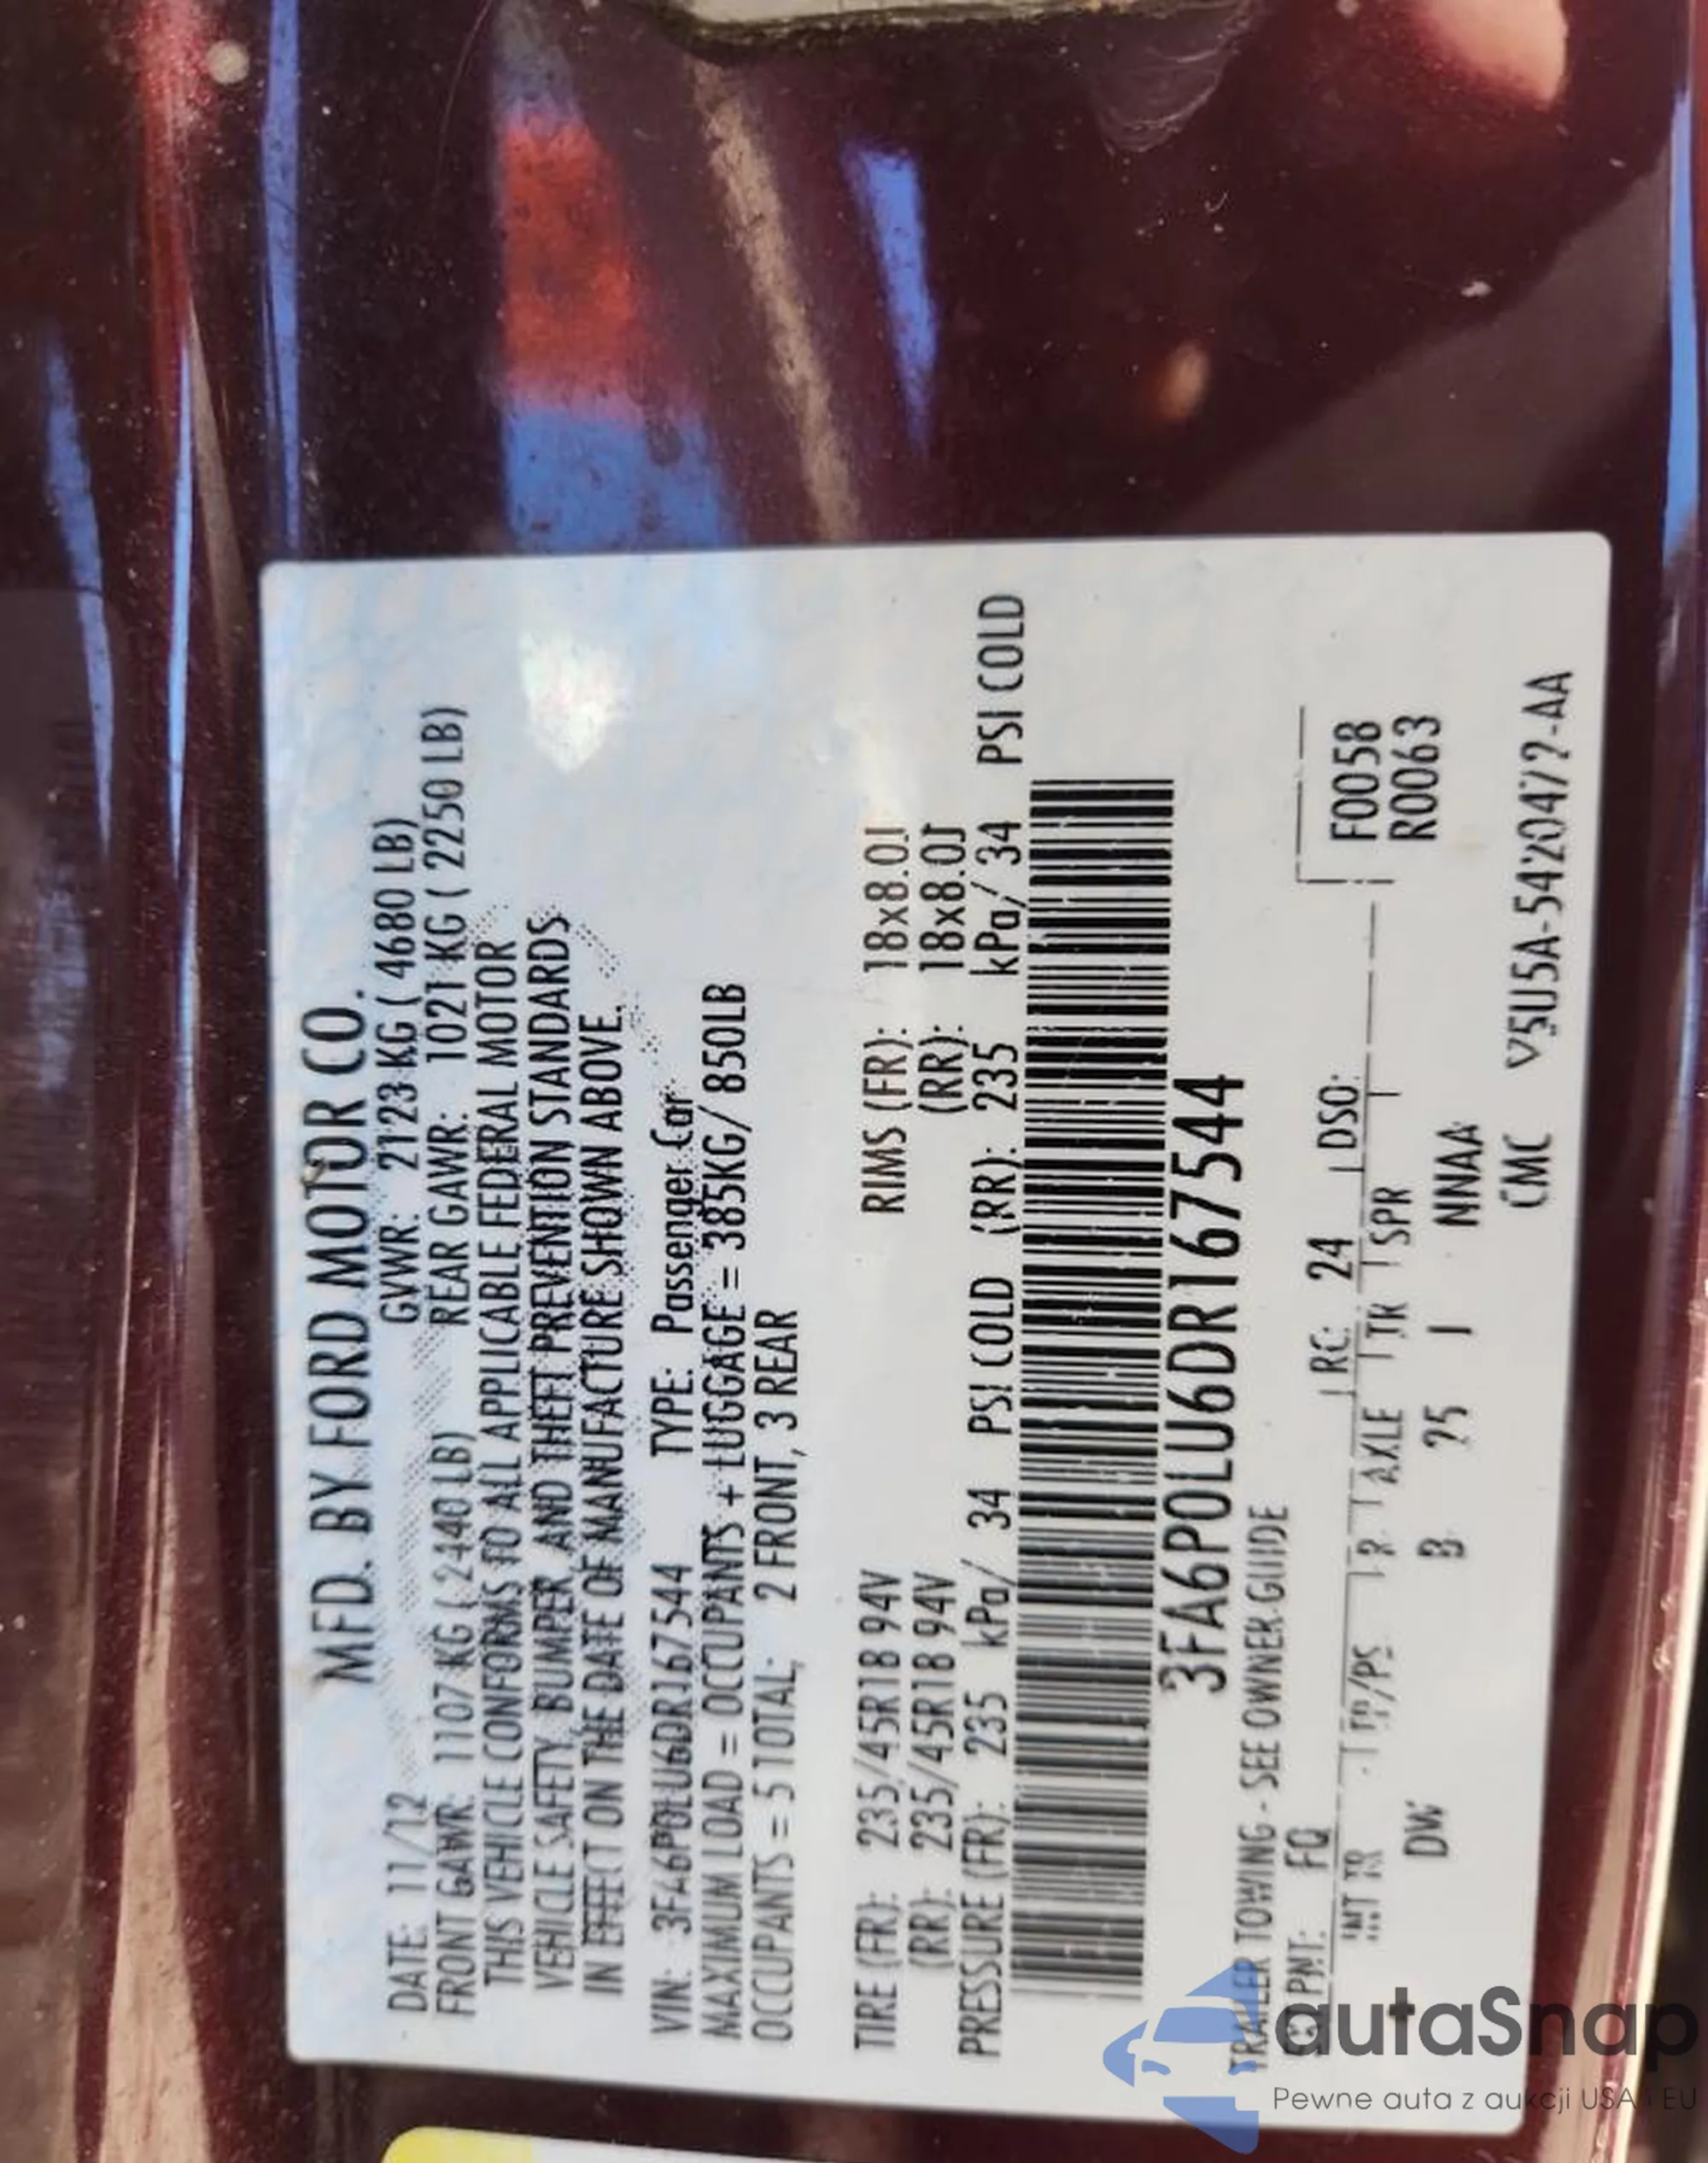 MFD. BY FORD MOTOR CO.
DATE: 11/12 GVWR: 2123 KG ( 4680 LB)
FRONT GAWR: 1107 KG ( 2440 LB) REAR GAWR: 1021 KG ( 2250 LB)
THIS VEHICLE CONFORMS TO ALL APPLICABLE FEDERAL MOTOR
VEHICLE SAFETY, BUMPER, AND THEFT PREVENTION STANDARDS
IN EFFECT ON THE DATE OF MANUFACTURE SHOWN ABOVE.
VIN: 3FA6P0LU6DR167544 TYPE: Passenger Car
MAXIMUM LOAD = OCCUPANTS + LUGGAGE = 385KG/ 850LB
OCCUPANTS = 5 TOTAL; 2 FRONT, 3 REAR
TIRE (FR): 235/45R18 94V RIMS (FR): 18x8.0J
(RR): 235/45R18 94V (RR): 18x8.0J
PRESSURE (FR): 235 kPa/ 34 PSI COLD (RR): 235 kPa/ 34 PSI COLD
3FA6P0LU6DR167544
TRAILER TOWING - SEE OWNER GUIDE
PNT: FQ RC: 24 DSO:
INT TR TP/PS R AXLE TR SPR F0058
DW B 25 J NNAA R0063
CMC V5U5A-5420472-AA
autaSnap
Pewne auta z aukcji USA i EU